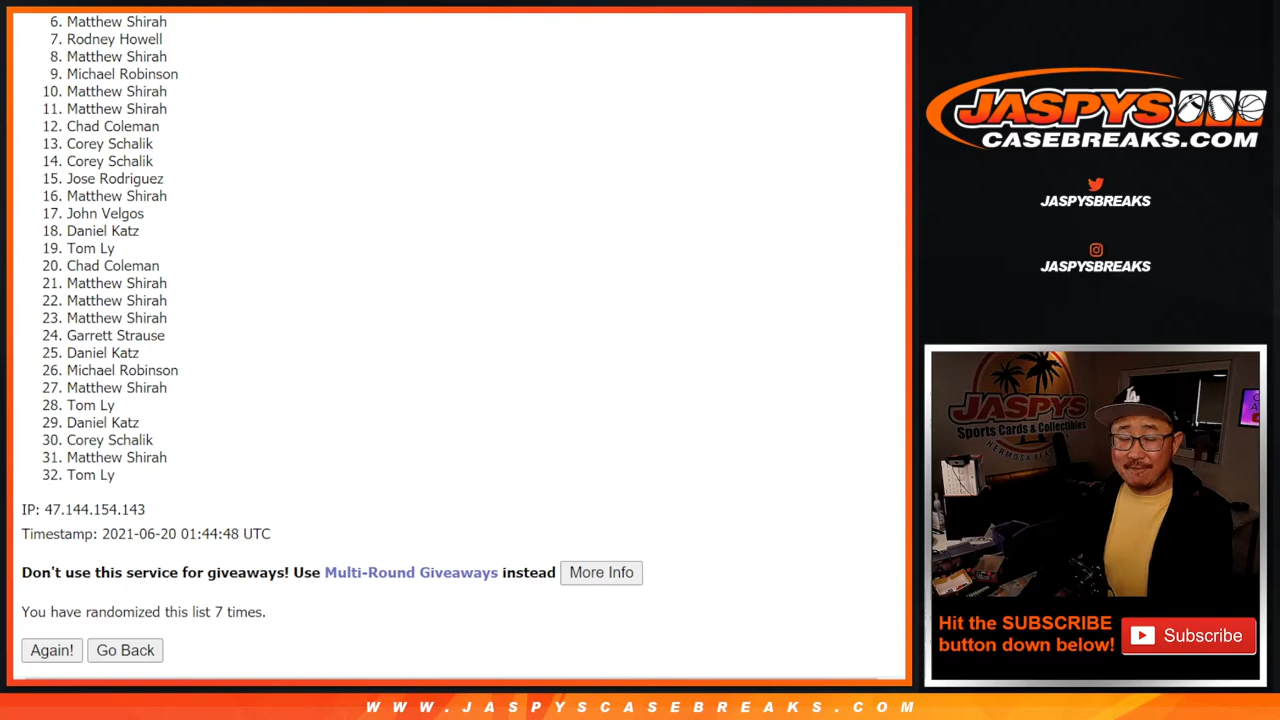 6. Matthew Shirah
7. Rodney Howell
8. Matthew Shirah
9. Michael Robinson
10. Matthew Shirah
11. Matthew Shirah
12. Chad Coleman
13. Corey Schalik
14. Corey Schalik
15. Jose Rodriguez
16. Matthew Shirah
17. John Velgos
18. Daniel Katz
19. Tom Ly
20. Chad Coleman
21. Matthew Shirah
22. Matthew Shirah
23. Matthew Shirah
24. Garrett Strause
25. Daniel Katz
26. Michael Robinson
27. Matthew Shirah
28. Tom Ly
29. Daniel Katz
30. Corey Schalik
31. Matthew Shirah
32. Tom Ly
IP: 47.144.154.143
Timestamp: 2021-06-20 01:44:48 UTC
Don't use this service for giveaways! Use Multi-Round Giveaways instead More Info
You have randomized this list 7 times.
Again! Go Back
JASPYS
CASEBREAKS.COM
JASPYSBREAKS
JASPYSBREAKS
JASPYS
Sports Cards & Collectibles
HERMOSA BEACH
LA
Hit the SUBSCRIBE
button down below!
Subscribe
WWW.JASPYSCASEBREAKS.COM